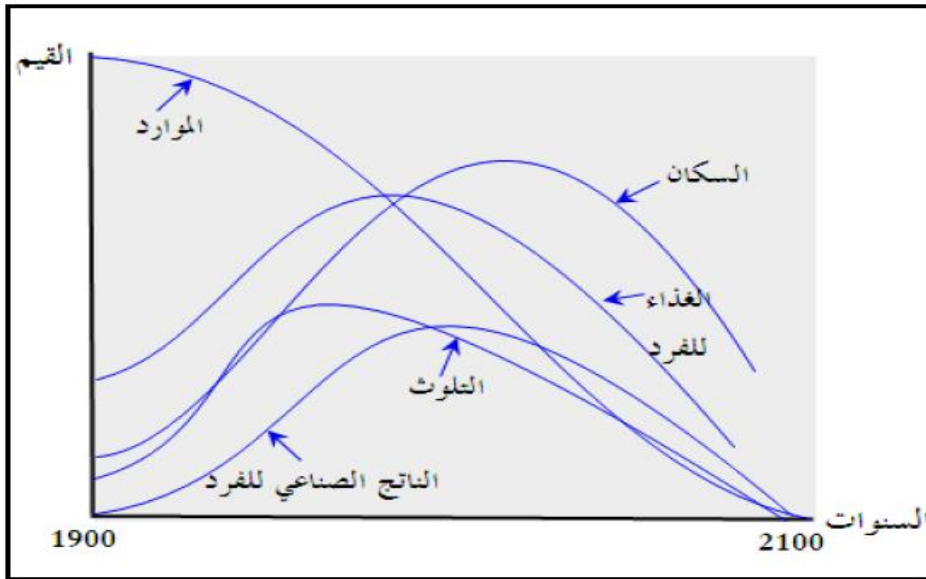 القيم
الموارد
السكان
الغذاء
للفرد
التلوث
الناتج الصناعي للفرد
السنوات
1900
2100